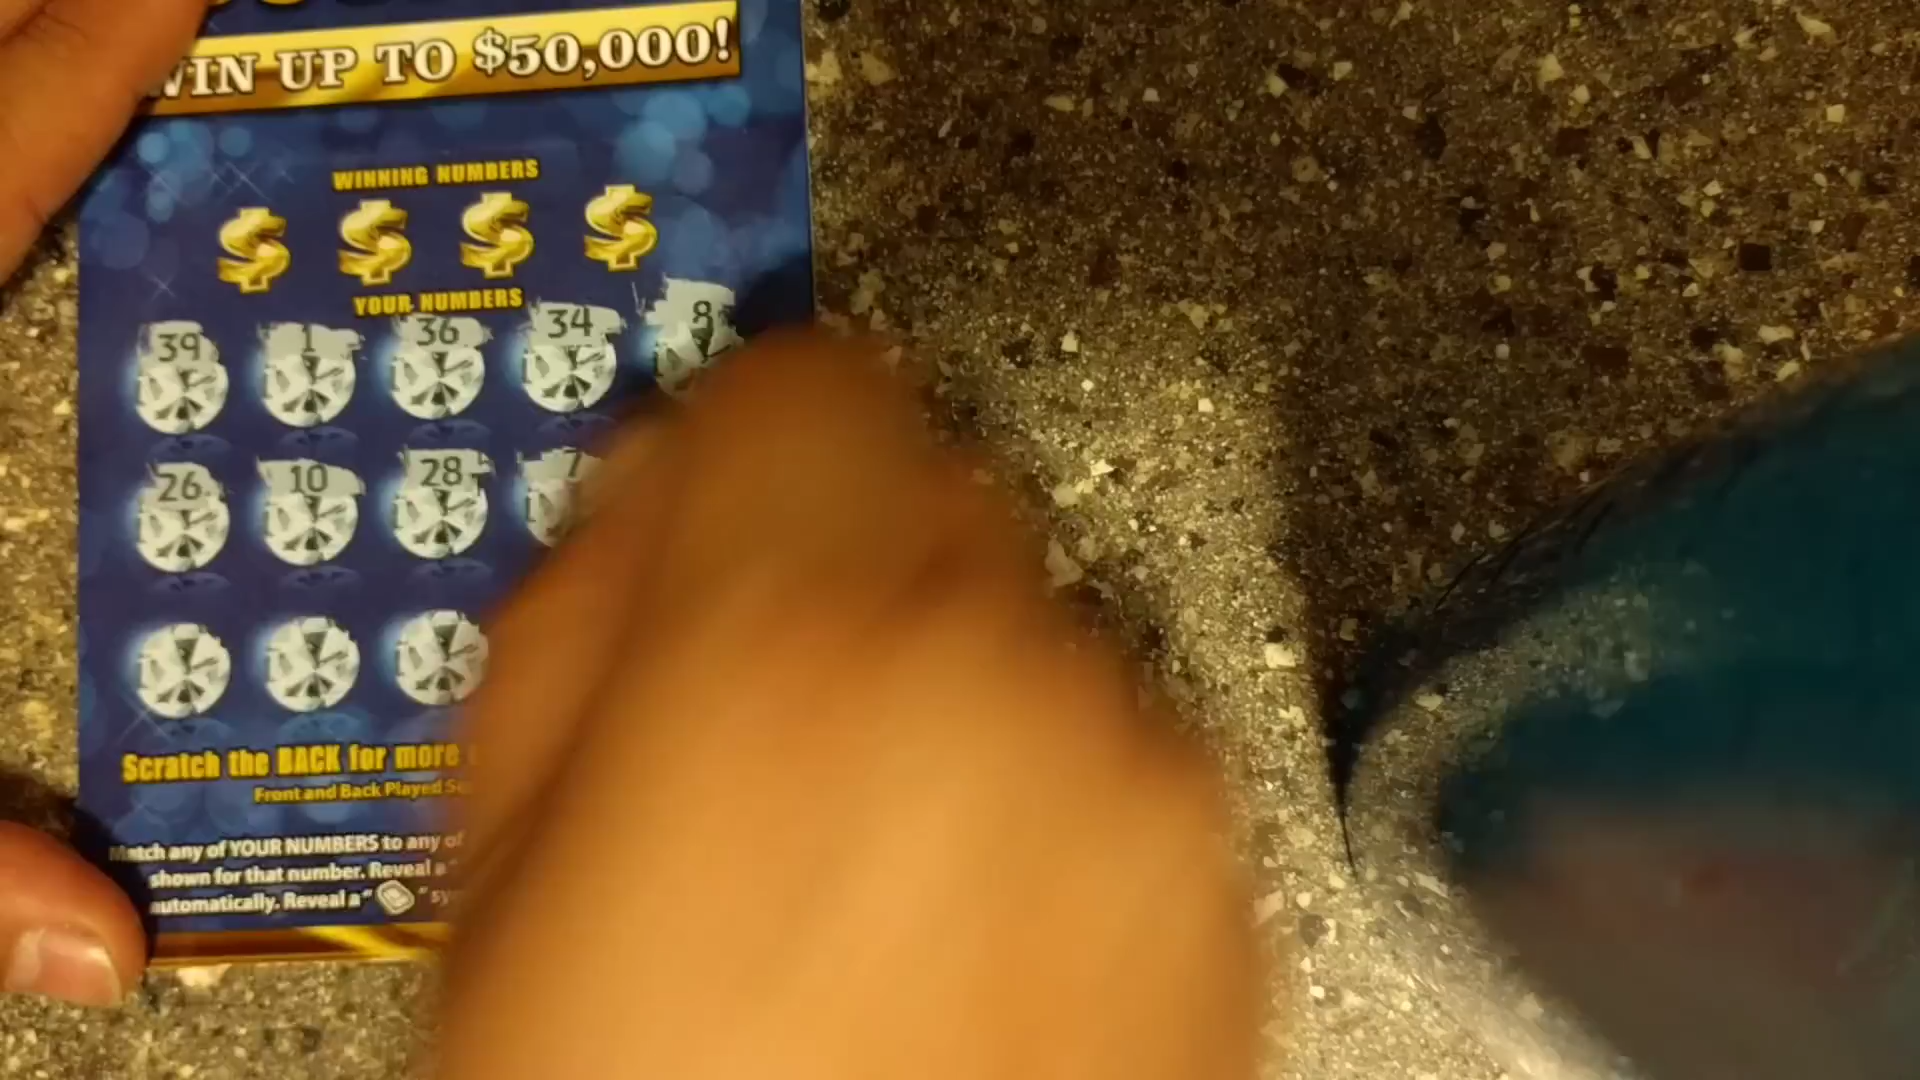 WIN UP TO $50,000!
WINNING NUMBERS
YOUR NUMBERS
39 1 36 34 8
26 10 28 7
Scratch the BACK for more
Front and Back Played
Match any of YOUR NUMBERS to any of
shown for that number. Reveal a "
automatically. Reveal a " "